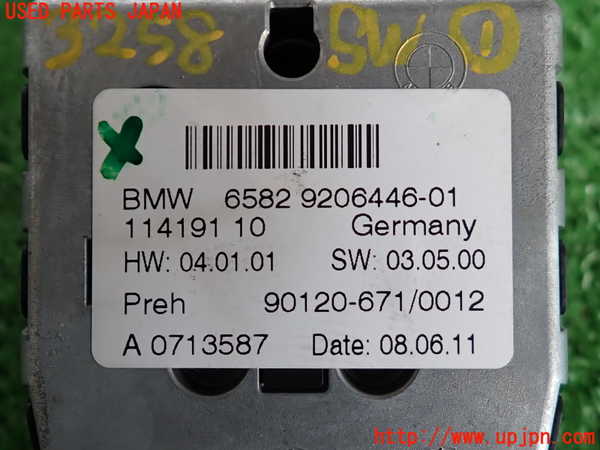 USED PARTS JAPAN
3258 SW ①
BMW 6582 9206446-01
114191 10 Germany
HW: 04.01.01 SW: 03.05.00
Preh 90120-671/0012
A 0713587 Date: 08.06.11
http://www.upjpn.com/